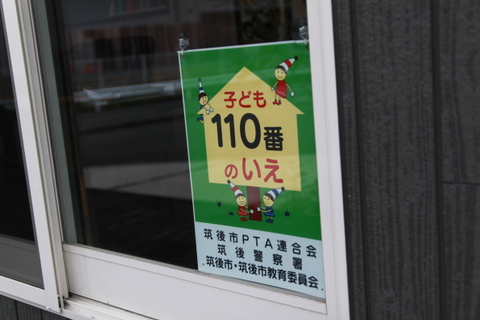 子ども
110番
のいえ
筑後市PTA連合会
筑後警察署
筑後市・筑後市教育委員会